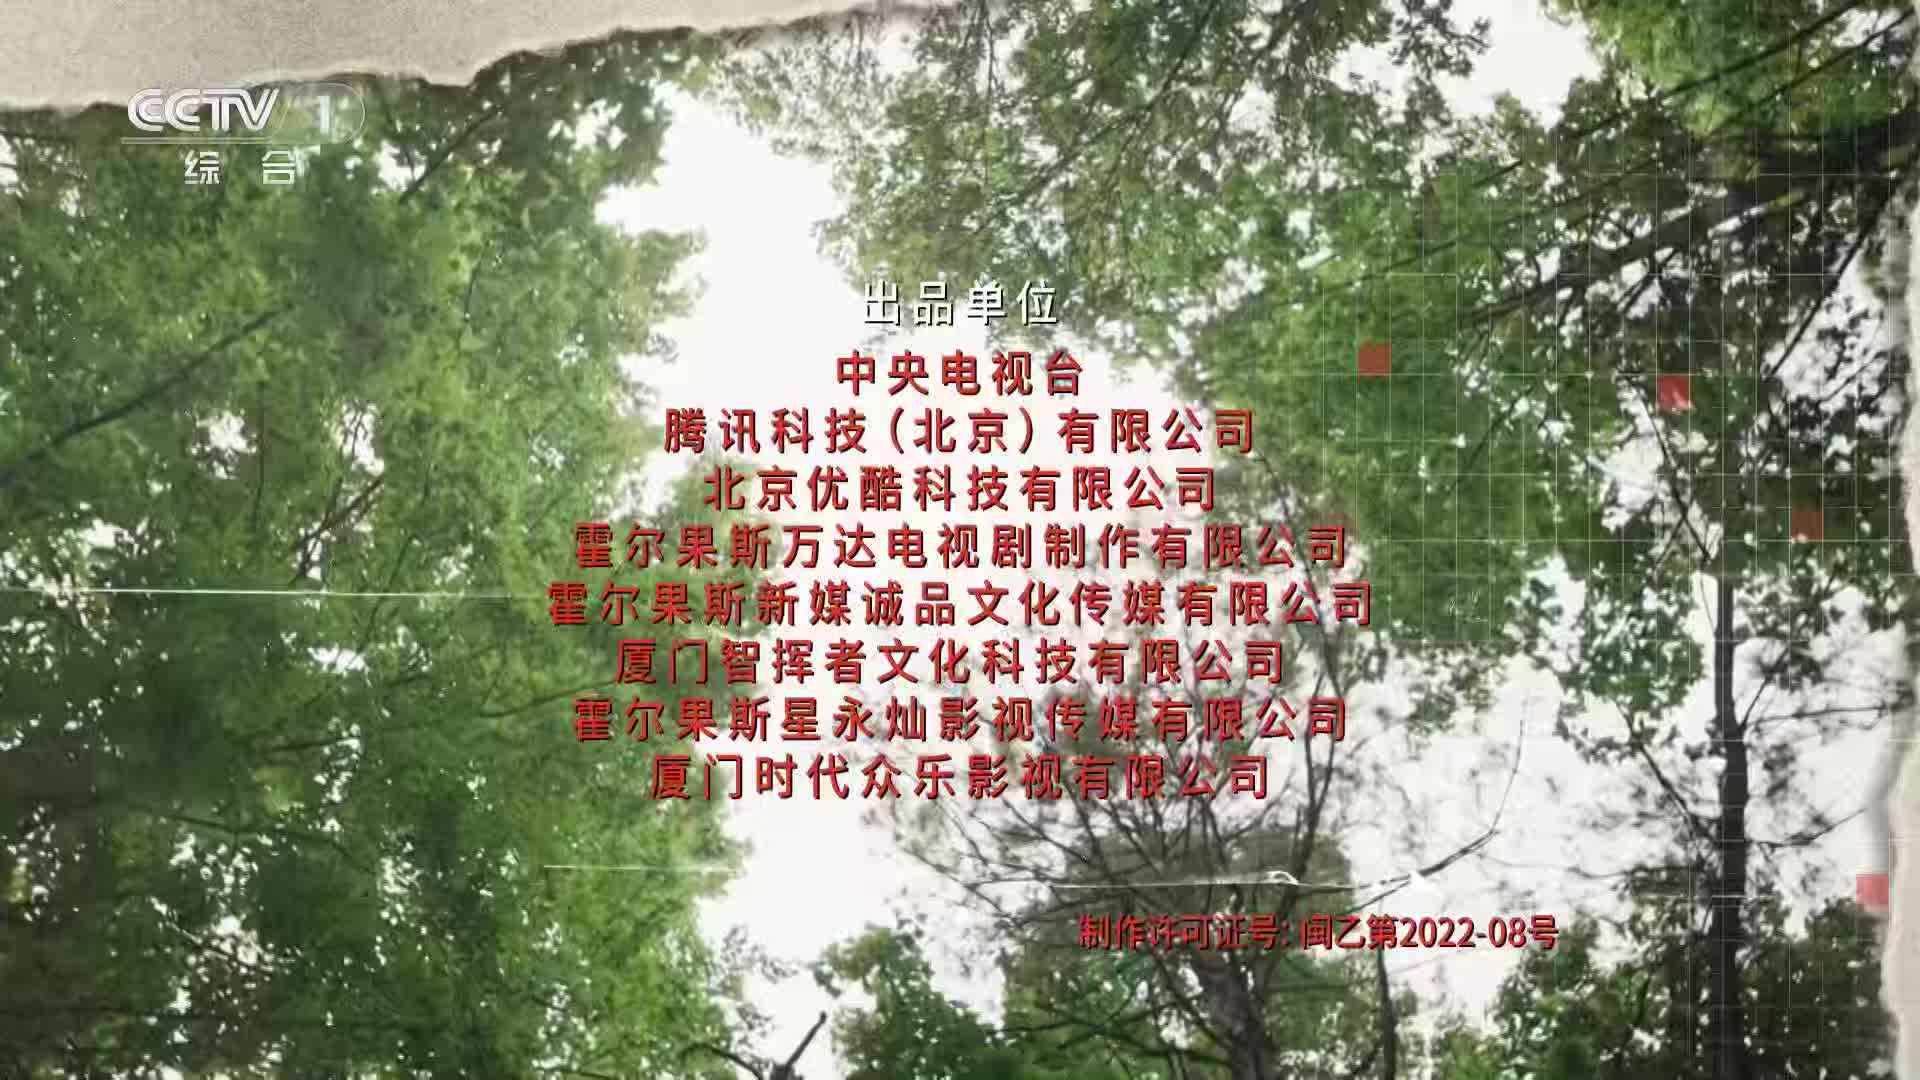 CCTV 1
综合
出品单位
中央电视台
腾讯科技（北京）有限公司
北京优酷科技有限公司
霍尔果斯万达电视剧制作有限公司
霍尔果斯新媒诚品文化传媒有限公司
厦门智挥者文化科技有限公司
霍尔果斯星永灿影视传媒有限公司
厦门时代众乐影视有限公司
制作许可证号: 闽乙第2022-08号